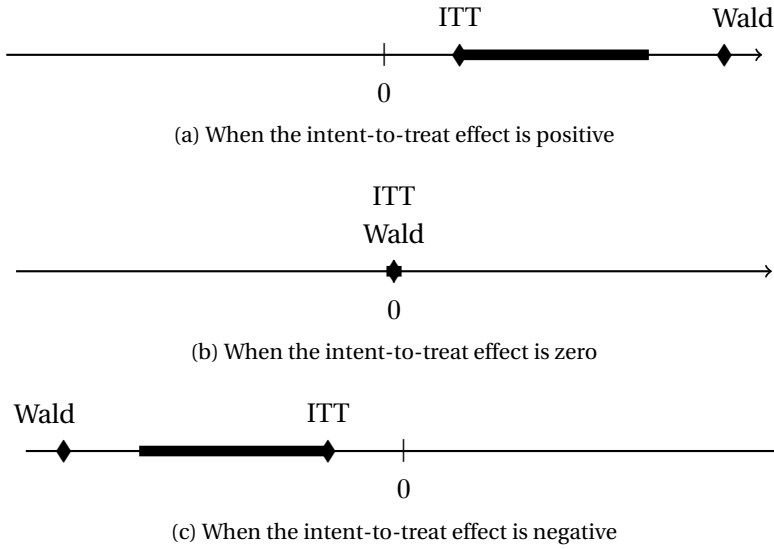 ITT Wald
0
(a) When the intent-to-treat effect is positive
ITT
Wald
0
(b) When the intent-to-treat effect is zero
Wald ITT
0
(c) When the intent-to-treat effect is negative